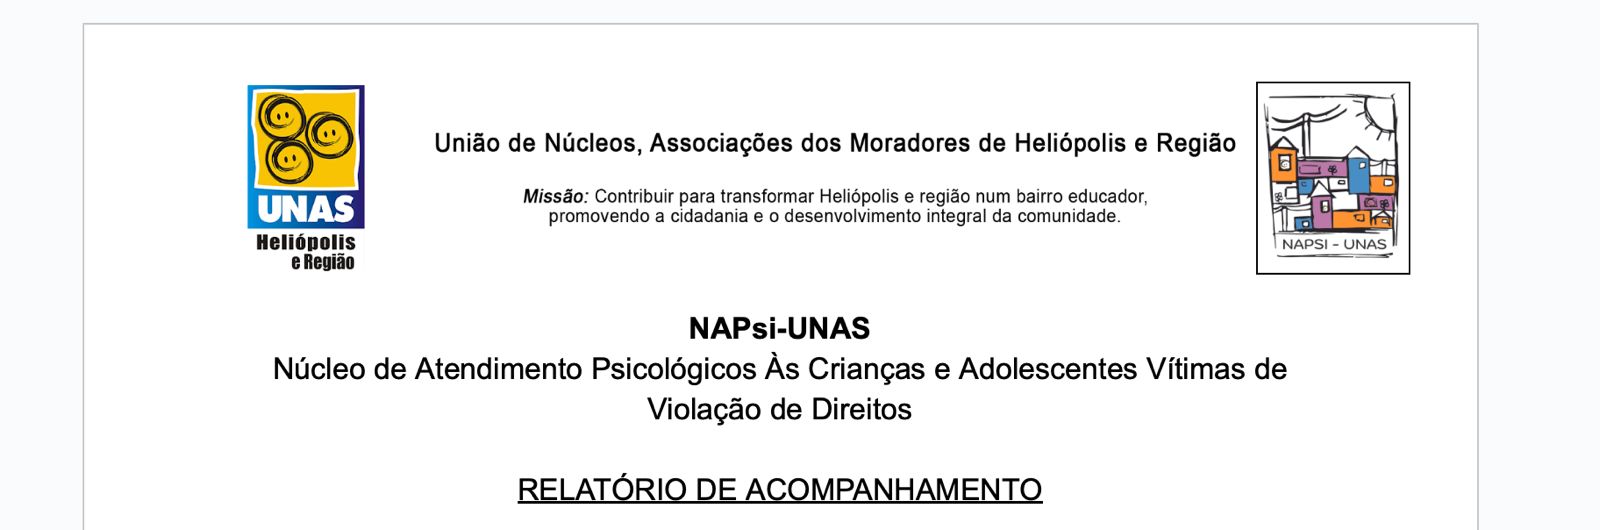 UNAS
Heliópolis
e Região
União de Núcleos, Associações dos Moradores de Heliópolis e Região
Missão: Contribuir para transformar Heliópolis e região num bairro educador,
promovendo a cidadania e o desenvolvimento integral da comunidade.
NAPSI - UNAS
NAPsi-UNAS
Núcleo de Atendimento Psicológicos Às Crianças e Adolescentes Vítimas de
Violação de Direitos
RELATÓRIO DE ACOMPANHAMENTO